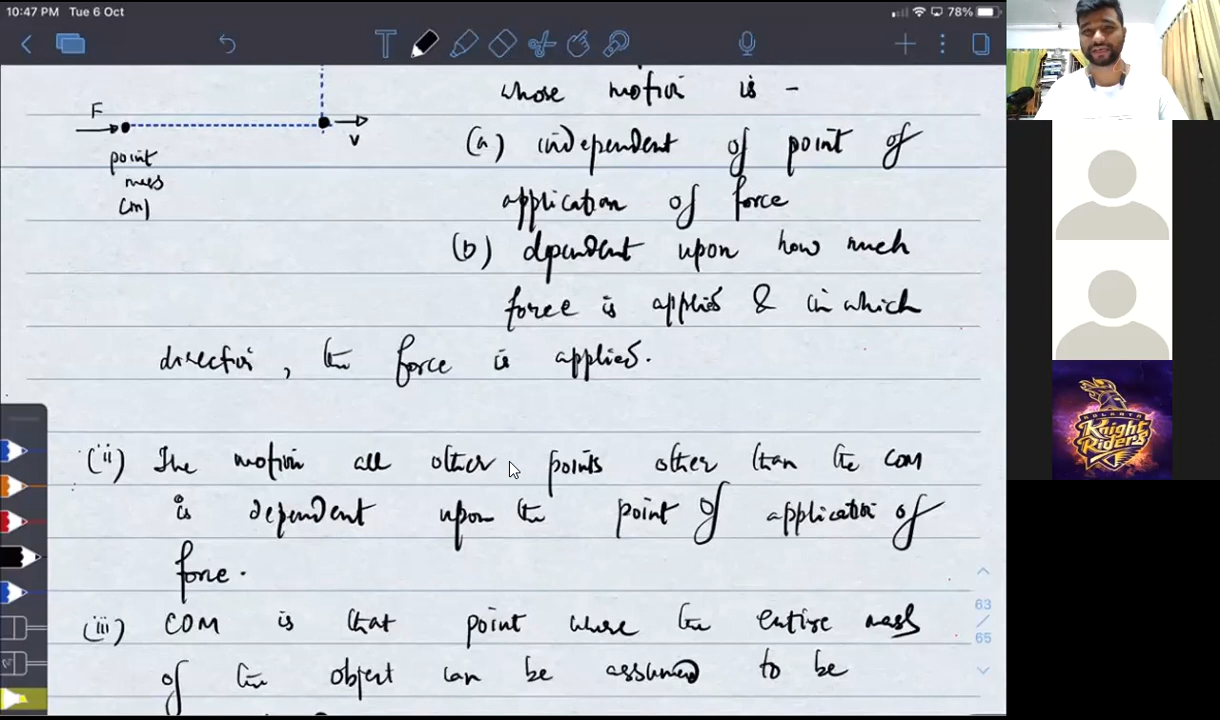 10:47 PM Tue 6 Oct
78%
whose motion is -
F
v
(a) independent of point of
point
mass
(m)
application of force
(b) dependent upon how much
force is applied & in which
direction, the force is applied.
(ii) The motion all other points other than the COM
is dependent upon the point of application of
force.
(iii) COM is that point where the entire mass
of the object can be assumed to be
63
/
65
KOLKATA
Knight
Riders